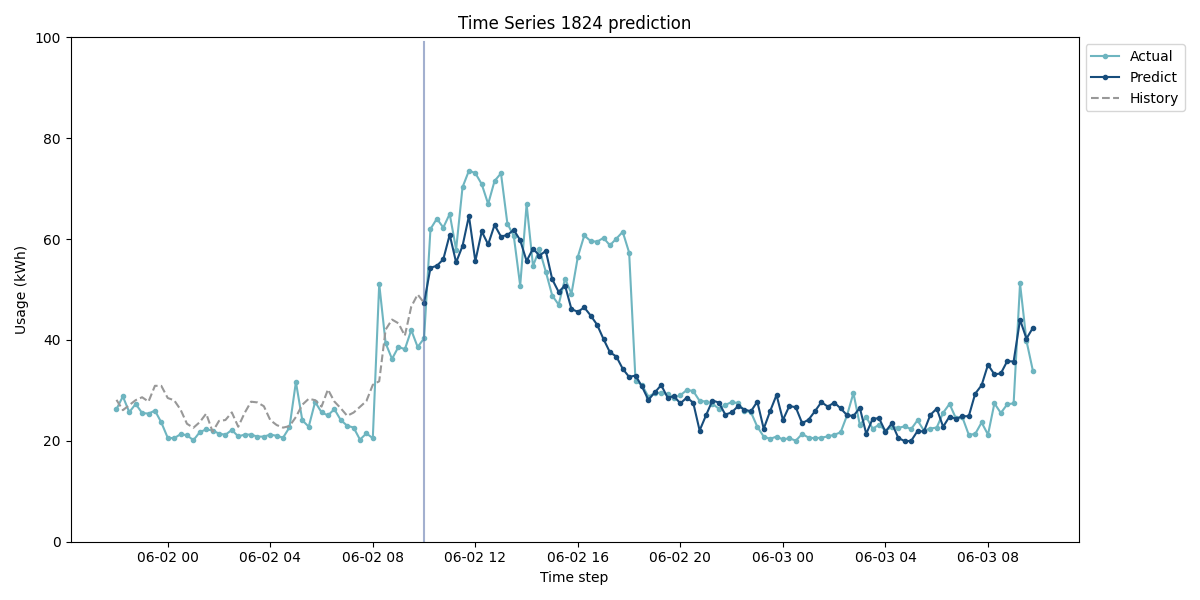 Time Series 1824 prediction
100
80
60
40
20
0
Usage (kWh)
06-02 00
06-02 04
06-02 08
06-02 12
06-02 16
06-02 20
06-03 00
06-03 04
06-03 08
Time step
Actual
Predict
History